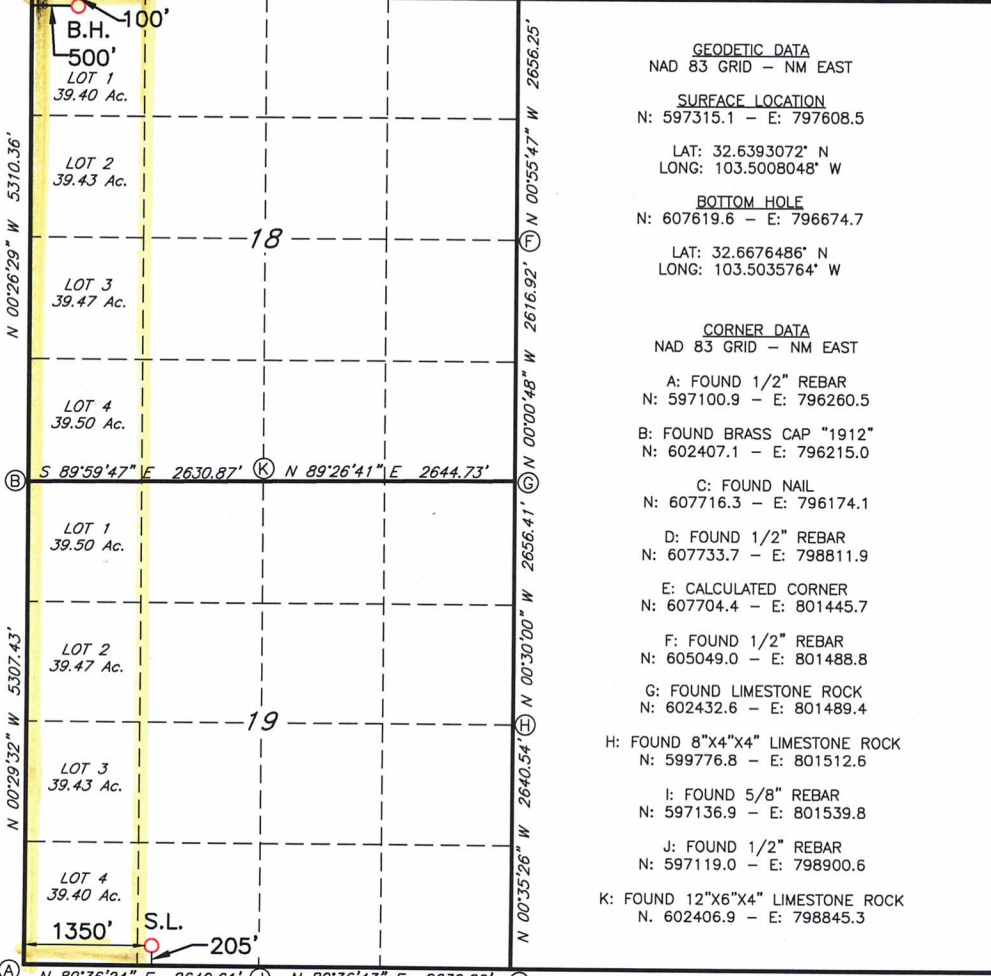 100'
B.H.
500'
LOT 1
39.40 Ac.
LOT 2
39.43 Ac.
18
LOT 3
39.47 Ac.
LOT 4
39.50 Ac.
N 00°26'29" W 5310.36'
N 00°55'47" W 2656.25'
F
N 00°00'48" W 2616.92'
B
S 89°59'47" E 2630.87'
K
N 89°26'41" E 2644.73'
G
LOT 1
39.50 Ac.
LOT 2
39.47 Ac.
19
LOT 3
39.43 Ac.
LOT 4
39.40 Ac.
N 00°29'32" W 5307.43'
N 00°30'00" W 2656.41'
H
N 00°35'26" W 2640.54'
1350'
S.L.
205'
A
GEODETIC DATA
NAD 83 GRID – NM EAST
SURFACE LOCATION
N: 597315.1 – E: 797608.5
LAT: 32.6393072° N
LONG: 103.5008048° W
BOTTOM HOLE
N: 607619.6 – E: 796674.7
LAT: 32.6676486° N
LONG: 103.5035764° W
CORNER DATA
NAD 83 GRID – NM EAST
A: FOUND 1/2" REBAR
N: 597100.9 – E: 796260.5
B: FOUND BRASS CAP "1912"
N: 602407.1 – E: 796215.0
C: FOUND NAIL
N: 607716.3 – E: 796174.1
D: FOUND 1/2" REBAR
N: 607733.7 – E: 798811.9
E: CALCULATED CORNER
N: 607704.4 – E: 801445.7
F: FOUND 1/2" REBAR
N: 605049.0 – E: 801488.8
G: FOUND LIMESTONE ROCK
N: 602432.6 – E: 801489.4
H: FOUND 8"X4"X4" LIMESTONE ROCK
N: 599776.8 – E: 801512.6
I: FOUND 5/8" REBAR
N: 597136.9 – E: 801539.8
J: FOUND 1/2" REBAR
N: 597119.0 – E: 798900.6
K: FOUND 12"X6"X4" LIMESTONE ROCK
N. 602406.9 – E: 798845.3